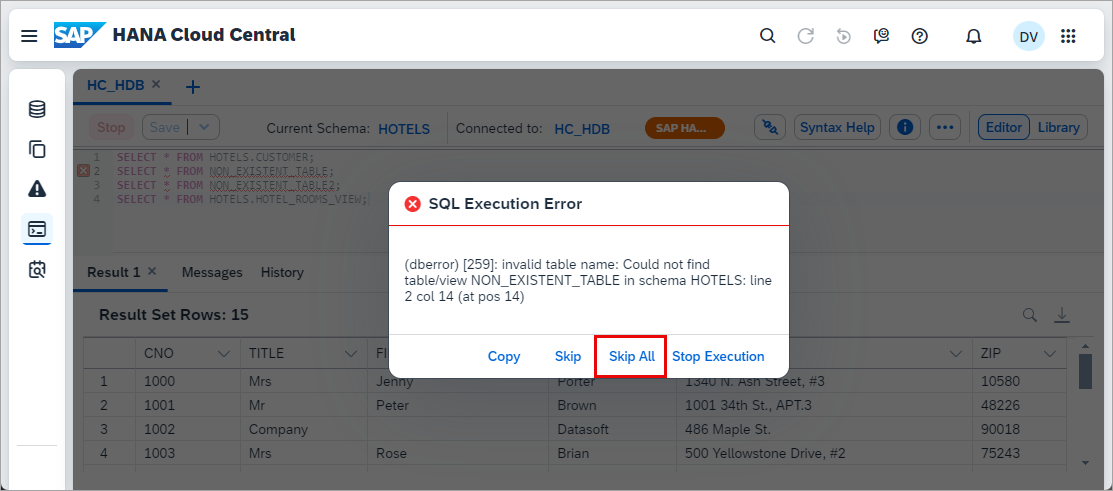 SAP HANA Cloud Central DV
HC_HDB
Stop Save Current Schema: HOTELS Connected to: HC_HDB SAP HA... Syntax Help Editor Library
1 SELECT * FROM HOTELS.CUSTOMER;
2 SELECT * FROM NON_EXISTENT_TABLE;
3 SELECT * FROM NON_EXISTENT_TABLE2;
4 SELECT * FROM HOTELS.HOTEL_ROOMS_VIEW;
SQL Execution Error
(dberror) [259]: invalid table name: Could not find
table/view NON_EXISTENT_TABLE in schema HOTELS: line
2 col 14 (at pos 14)
Copy Skip Skip All Stop Execution
Result 1 Messages History
Result Set Rows: 15
CNO TITLE ZIP
1 1000 Mrs Jenny Porter 1340 N. Ash Street, #3 10580
2 1001 Mr Peter Brown 1001 34th St., APT.3 48226
3 1002 Company Datasoft 486 Maple St. 90018
4 1003 Mrs Rose Brian 500 Yellowstone Drive, #2 75243